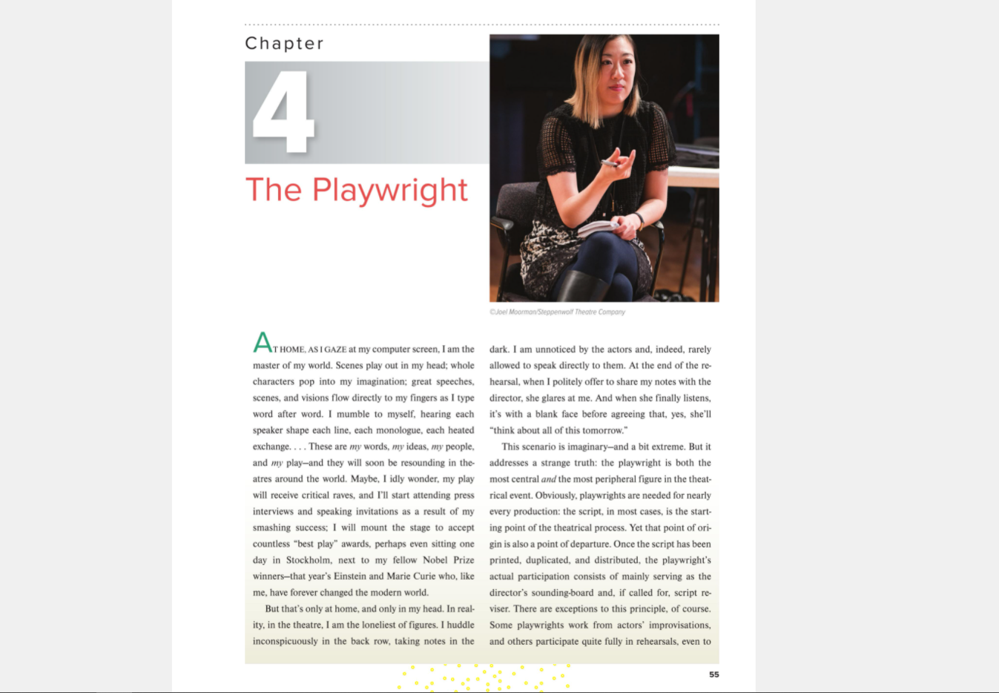 Chapter
4
The Playwright
©Joel Moorman/Steppenwolf Theatre Company
AT HOME, AS I GAZE at my computer screen, I am the
master of my world. Scenes play out in my head; whole
characters pop into my imagination; great speeches,
scenes, and visions flow directly to my fingers as I type
word after word. I mumble to myself, hearing each
speaker shape each line, each monologue, each heated
exchange. . . . These are my words, my ideas, my people,
and my play—and they will soon be resounding in the-
atres around the world. Maybe, I idly wonder, my play
will receive critical raves, and I'll start attending press
interviews and speaking invitations as a result of my
smashing success; I will mount the stage to accept
countless “best play” awards, perhaps even sitting one
day in Stockholm, next to my fellow Nobel Prize
winners—that year's Einstein and Marie Curie who, like
me, have forever changed the modern world.
But that's only at home, and only in my head. In real-
ity, in the theatre, I am the loneliest of figures. I huddle
inconspicuously in the back row, taking notes in the
dark. I am unnoticed by the actors and, indeed, rarely
allowed to speak directly to them. At the end of the re-
hearsal, when I politely offer to share my notes with the
director, she glares at me. And when she finally listens,
it's with a blank face before agreeing that, yes, she'll
“think about all of this tomorrow.”
This scenario is imaginary—and a bit extreme. But it
addresses a strange truth: the playwright is both the
most central and the most peripheral figure in the theat-
rical event. Obviously, playwrights are needed for nearly
every production: the script, in most cases, is the start-
ing point of the theatrical process. Yet that point of ori-
gin is also a point of departure. Once the script has been
printed, duplicated, and distributed, the playwright's
actual participation consists of mainly serving as the
director's sounding-board and, if called for, script re-
viser. There are exceptions to this principle, of course.
Some playwrights work from actors' improvisations,
and others participate quite fully in rehearsals, even to
55